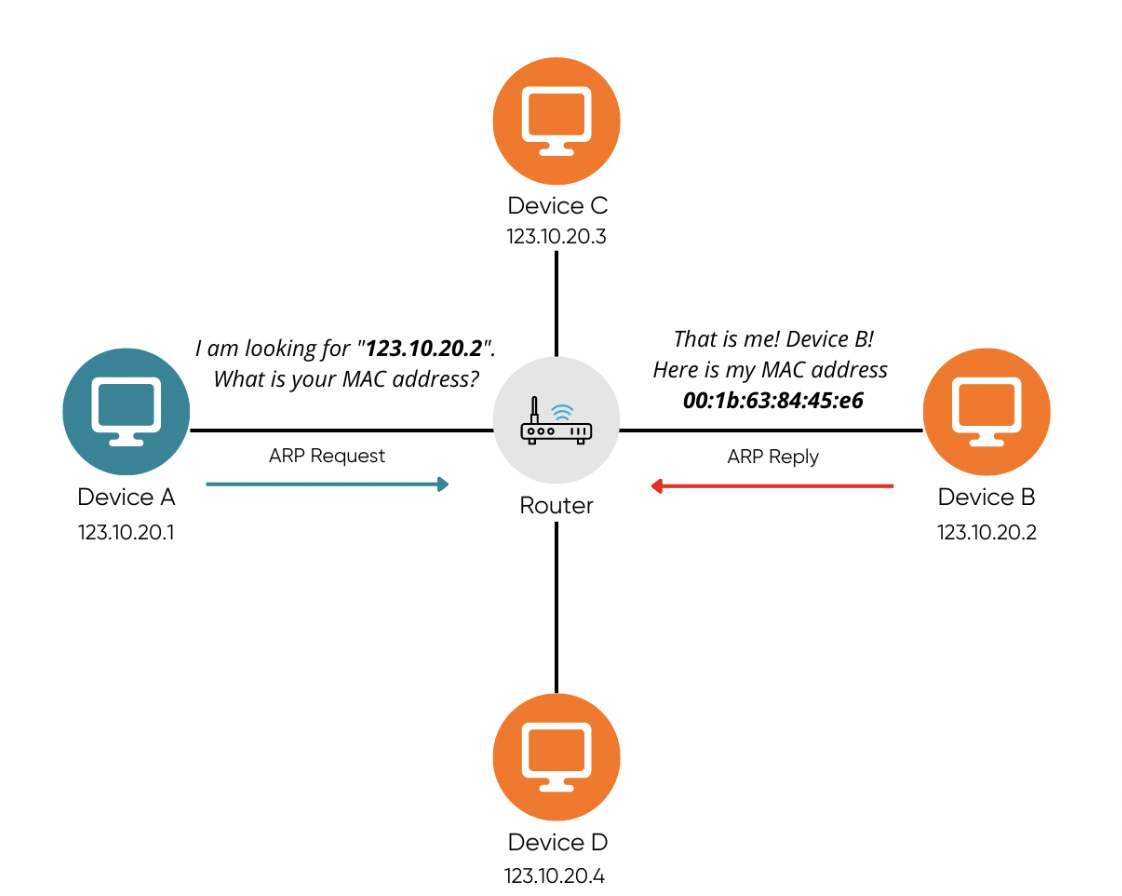 Device C
123.10.20.3
I am looking for "123.10.20.2".
What is your MAC address?
That is me! Device B!
Here is my MAC address
00:1b:63:84:45:e6
ARP Request
ARP Reply
Device A
123.10.20.1
Router
Device B
123.10.20.2
Device D
123.10.20.4